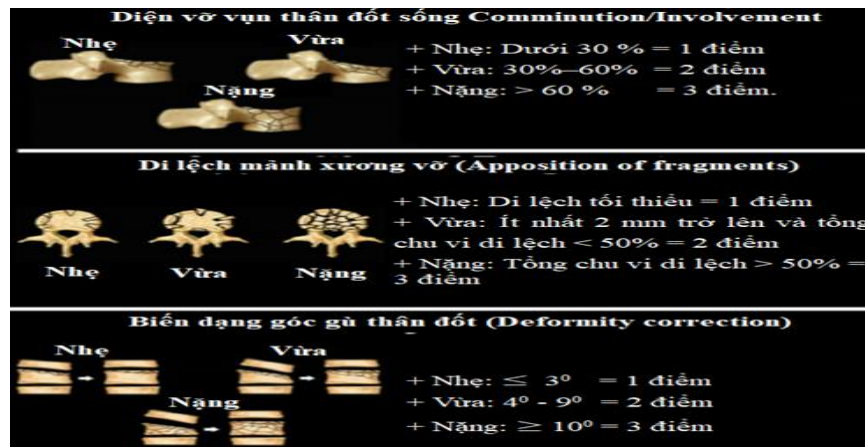 Diện vỡ vụn thân đốt sống Comminution/Involvement
Nhẹ
Vừa
Nặng
+ Nhẹ: Dưới 30 % = 1 điểm
+ Vừa: 30%–60% = 2 điểm
+ Nặng: > 60 % = 3 điểm.
Di lệch mảnh xương vỡ (Apposition of fragments)
Nhẹ
Vừa
Nặng
+ Nhẹ: Di lệch tối thiểu = 1 điểm
+ Vừa: Ít nhất 2 mm trở lên và tổng
chu vi di lệch < 50% = 2 điểm
+ Nặng: Tổng chu vi di lệch > 50% =
3 điểm
Biến dạng góc gù thân đốt (Deformity correction)
Nhẹ
Vừa
Nặng
+ Nhẹ: ≤ 3⁰ = 1 điểm
+ Vừa: 4⁰ - 9⁰ = 2 điểm
+ Nặng: ≥ 10⁰ = 3 điểm